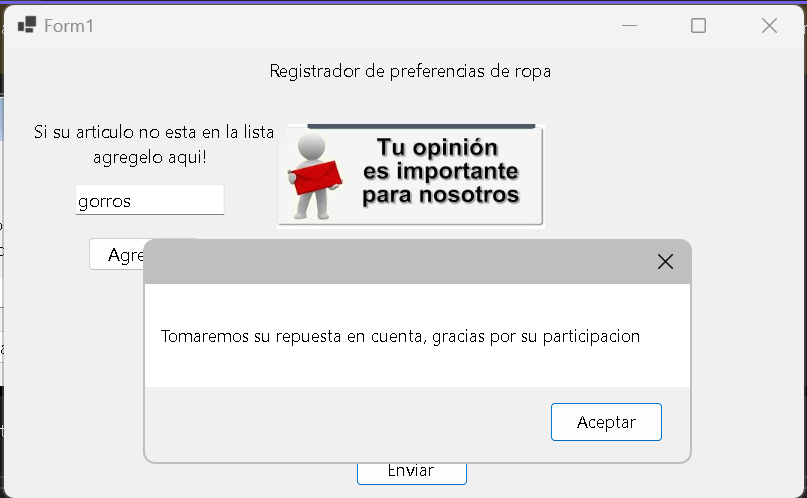 Form1
Registrador de preferencias de ropa
Si su articulo no esta en la lista
agregelo aqui!
Tu opinión
es importante
para nosotros
gorros
Agre
Tomaremos su repuesta en cuenta, gracias por su participacion
Aceptar
Enviar